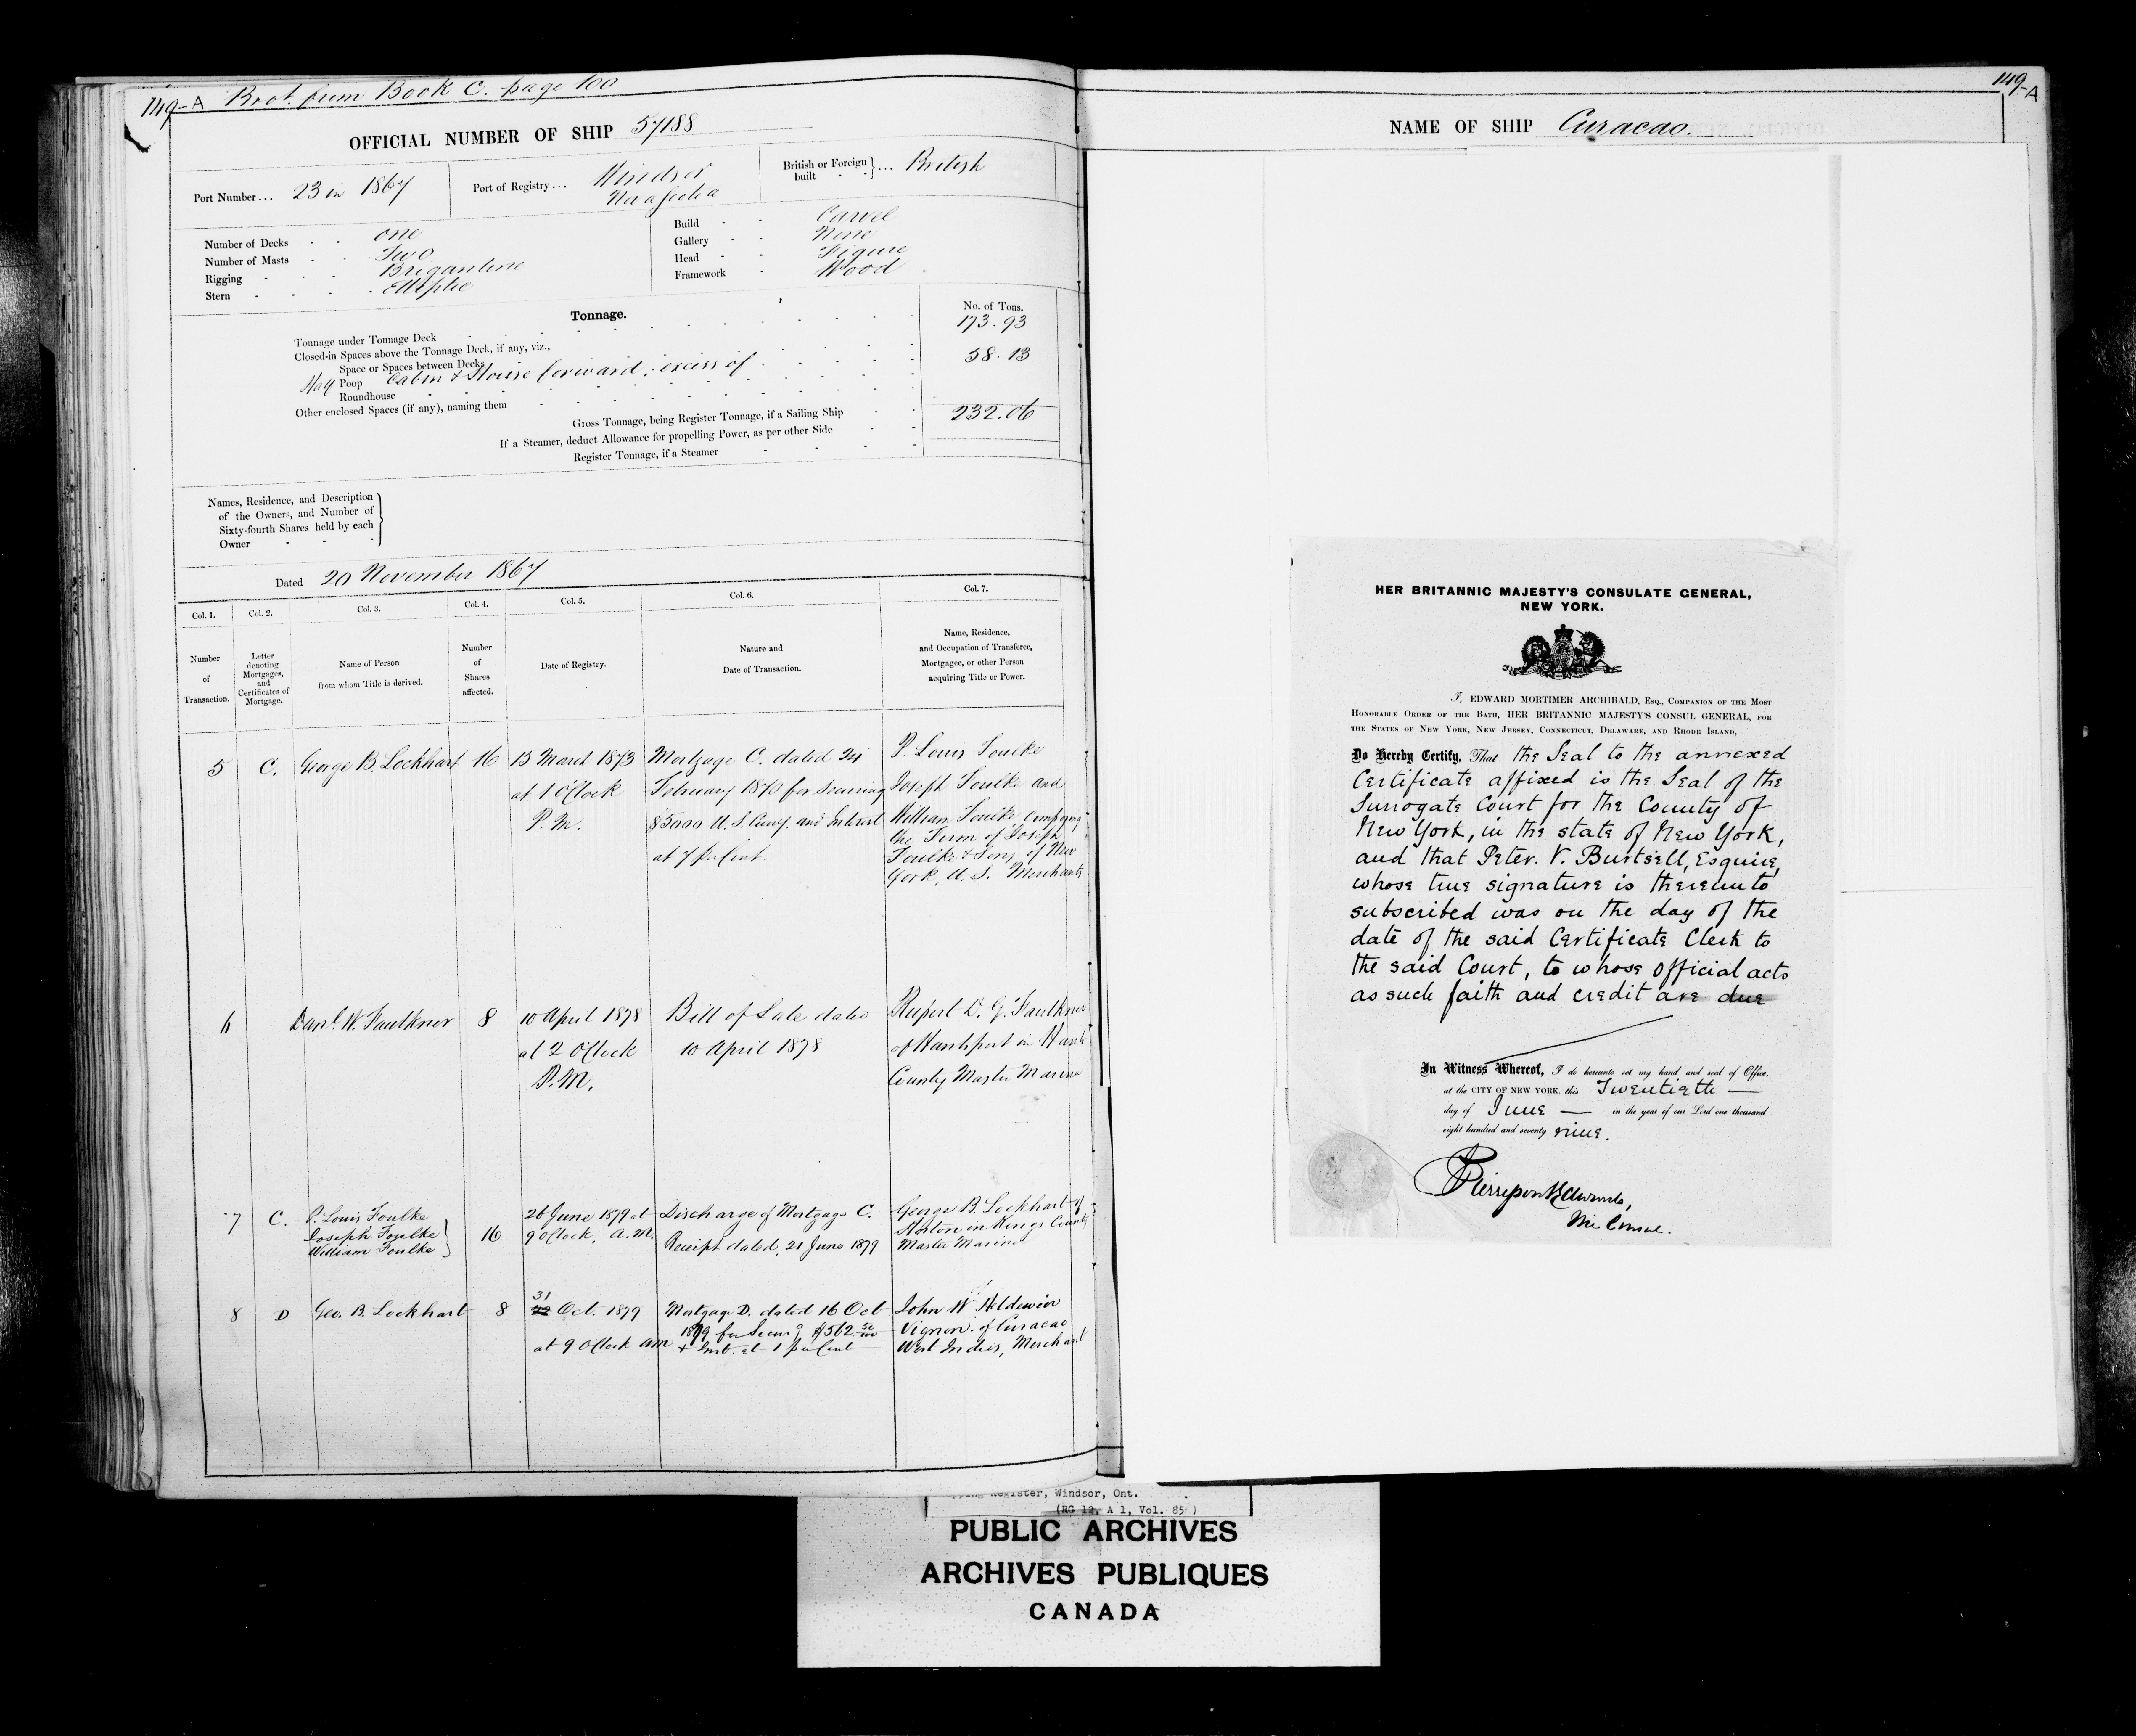 149-A Brot. from Book C. page 100
OFFICIAL NUMBER OF SHIP 57188
Port Number... 23 in 1867
Port of Registry... Windsor
Nova Scotia
British or Foreign built } ... British
Number of Decks - - one
Number of Masts - - Two
Rigging - - Brigantine
Stern - - - Elliptic
Build - - Carvel
Gallery - - None
Head - - Figure
Framework - Wood
Tonnage.
No. of Tons.
Tonnage under Tonnage Deck 173.93
Closed-in Spaces above the Tonnage Deck, if any, viz.,
Space or Spaces between Decks 58.13
Half Poop Cabin & House forward, excess of
Roundhouse
Other enclosed Spaces (if any), naming them
Gross Tonnage, being Register Tonnage, if a Sailing Ship 232.06
If a Steamer, deduct Allowance for propelling Power, as per other Side
Register Tonnage, if a Steamer
Names, Residence, and Description
of the Owners, and Number of
Sixty-fourth Shares held by each
Owner
Dated 20 November 1867
Col. 1. Col. 2. Col. 3. Col. 4. Col. 5. Col. 6. Col. 7.
Number
of
Transaction.
Letter
denoting
Mortgages,
and
Certificates of
Mortgage.
Name of Person
from whom Title is derived.
Number
of
Shares
affected.
Date of Registry.
Nature and
Date of Transaction.
Name, Residence,
and Occupation of Transferee,
Mortgagee, or other Person
acquiring Title or Power.
5 C. George B. Lockhart 16
15 March 1873
at 1 O'Clock
P.M.
Mortgage C. dated 24
February 1870 for Securing
$5000 U.S. Curcy. and Interest
at 7 per Cent.
P. Louis Foulke
Joseph Foulke and
William Foulke composing
the Firm of Joseph
Foulke & Sons of New
York, U.S. Merchants
6 Danl. W. Faulkner 8
10 April 1878
at 2 O'Clock
P.M.
Bill of Sale dated
10 April 1878
Rupert D. G. Faulkner
of Hantsport in Hants
County Master Mariner
7 C.
P. Louis Foulke
Joseph Foulke
William Foulke
16
26 June 1879 at
9 O'Clock, A.M.
Discharge of Mortgage C.
Receipt dated, 21 June 1879
George B. Lockhart of
Horton in Kings County
Master Mariner
8 D Geo. B. Lockhart 8
31
Oct. 1879
at 9 O'Clock am
Mortgage D. dated 16 Oct
1879 for Securg $562 50/100
+ Inst. at 1 per Cent
John W
Vignon. of Curacao
West Indies, Merchant
149-A
NAME OF SHIP Curacao.
HER BRITANNIC MAJESTY'S CONSULATE GENERAL,
NEW YORK.
I, EDWARD MORTIMER ARCHIBALD, Esq., Companion of the Most
Honorable Order of the Bath, HER BRITANNIC MAJESTY'S CONSUL GENERAL, for
the States of New York, New Jersey, Connecticut, Delaware, and Rhode Island,
Do Hereby Certify, That the Seal to the annexed
Certificate affixed is the Seal of the
Surrogate Court for the County of
New York, in the state of New York,
and that Peter. V. Burtsell, Esquire,
whose true signature is thereunto
subscribed was on the day of the
date of the said Certificate Clerk to
the said Court, to whose official acts
as such faith and credit are due
In Witness Whereof, I do hereunto set my hand and seal of Office,
at the CITY OF NEW YORK, this Twentieth —
day of June — in the year of our Lord one thousand
eight hundred and seventy nine.
Pierrepont Edwards,
Vice Consul.
Register, Windsor, Ont.
(RG 12, A 1, Vol. 85 )
PUBLIC ARCHIVES
ARCHIVES PUBLIQUES
CANADA